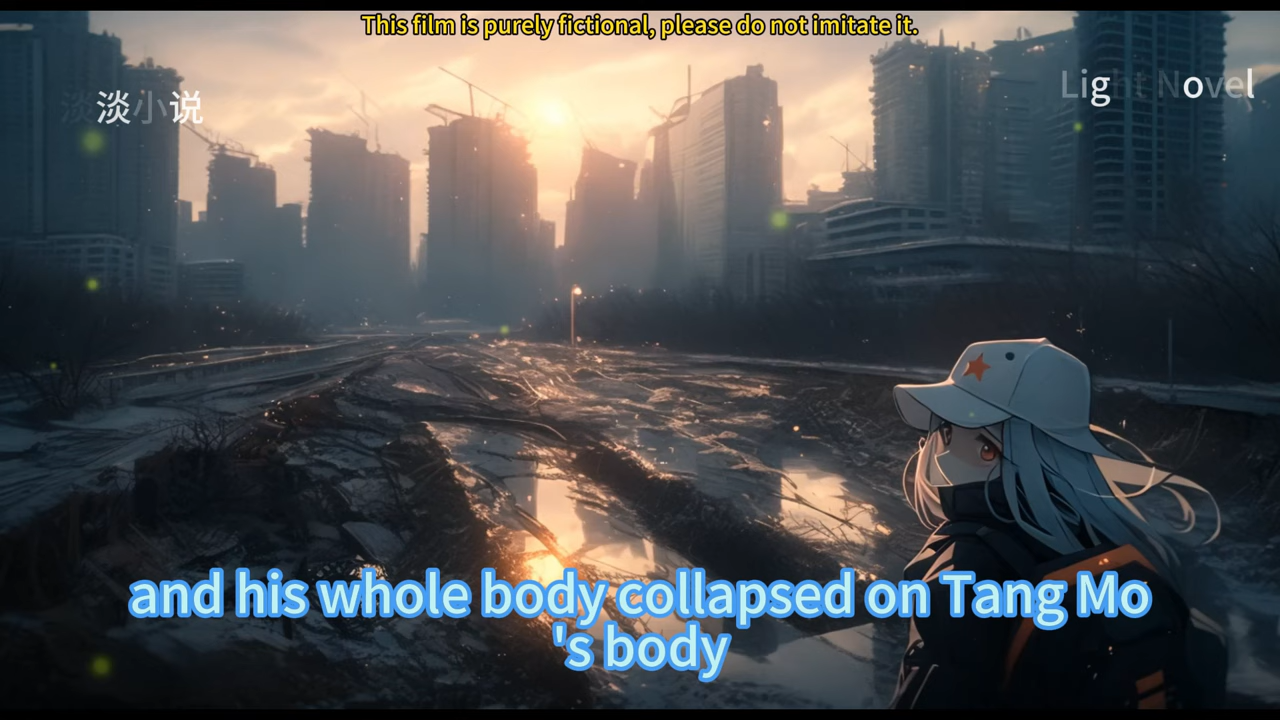 This film is purely fictional, please do not imitate it.
淡淡小说
Light Novel
and his whole body collapsed on Tang Mo
's body